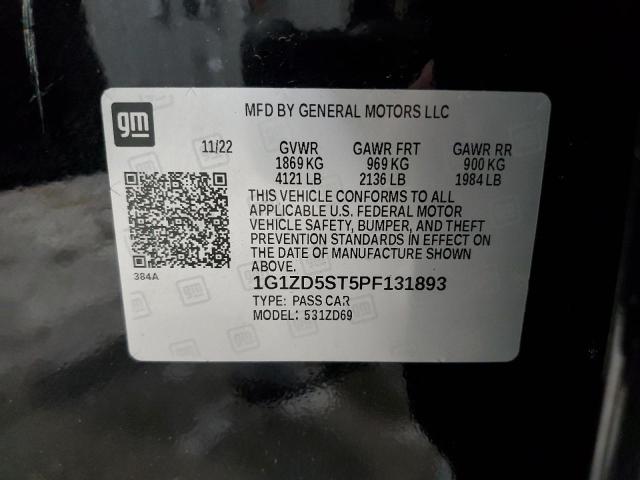 gm
MFD BY GENERAL MOTORS LLC
11/22 GVWR GAWR FRT GAWR RR
1869 KG 969 KG 900 KG
4121 LB 2136 LB 1984 LB
THIS VEHICLE CONFORMS TO ALL
APPLICABLE U.S. FEDERAL MOTOR
VEHICLE SAFETY, BUMPER, AND THEFT
PREVENTION STANDARDS IN EFFECT ON
THE DATE OF MANUFACTURE SHOWN
ABOVE.
384A
1G1ZD5ST5PF131893
TYPE: PASS CAR
MODEL: 531ZD69